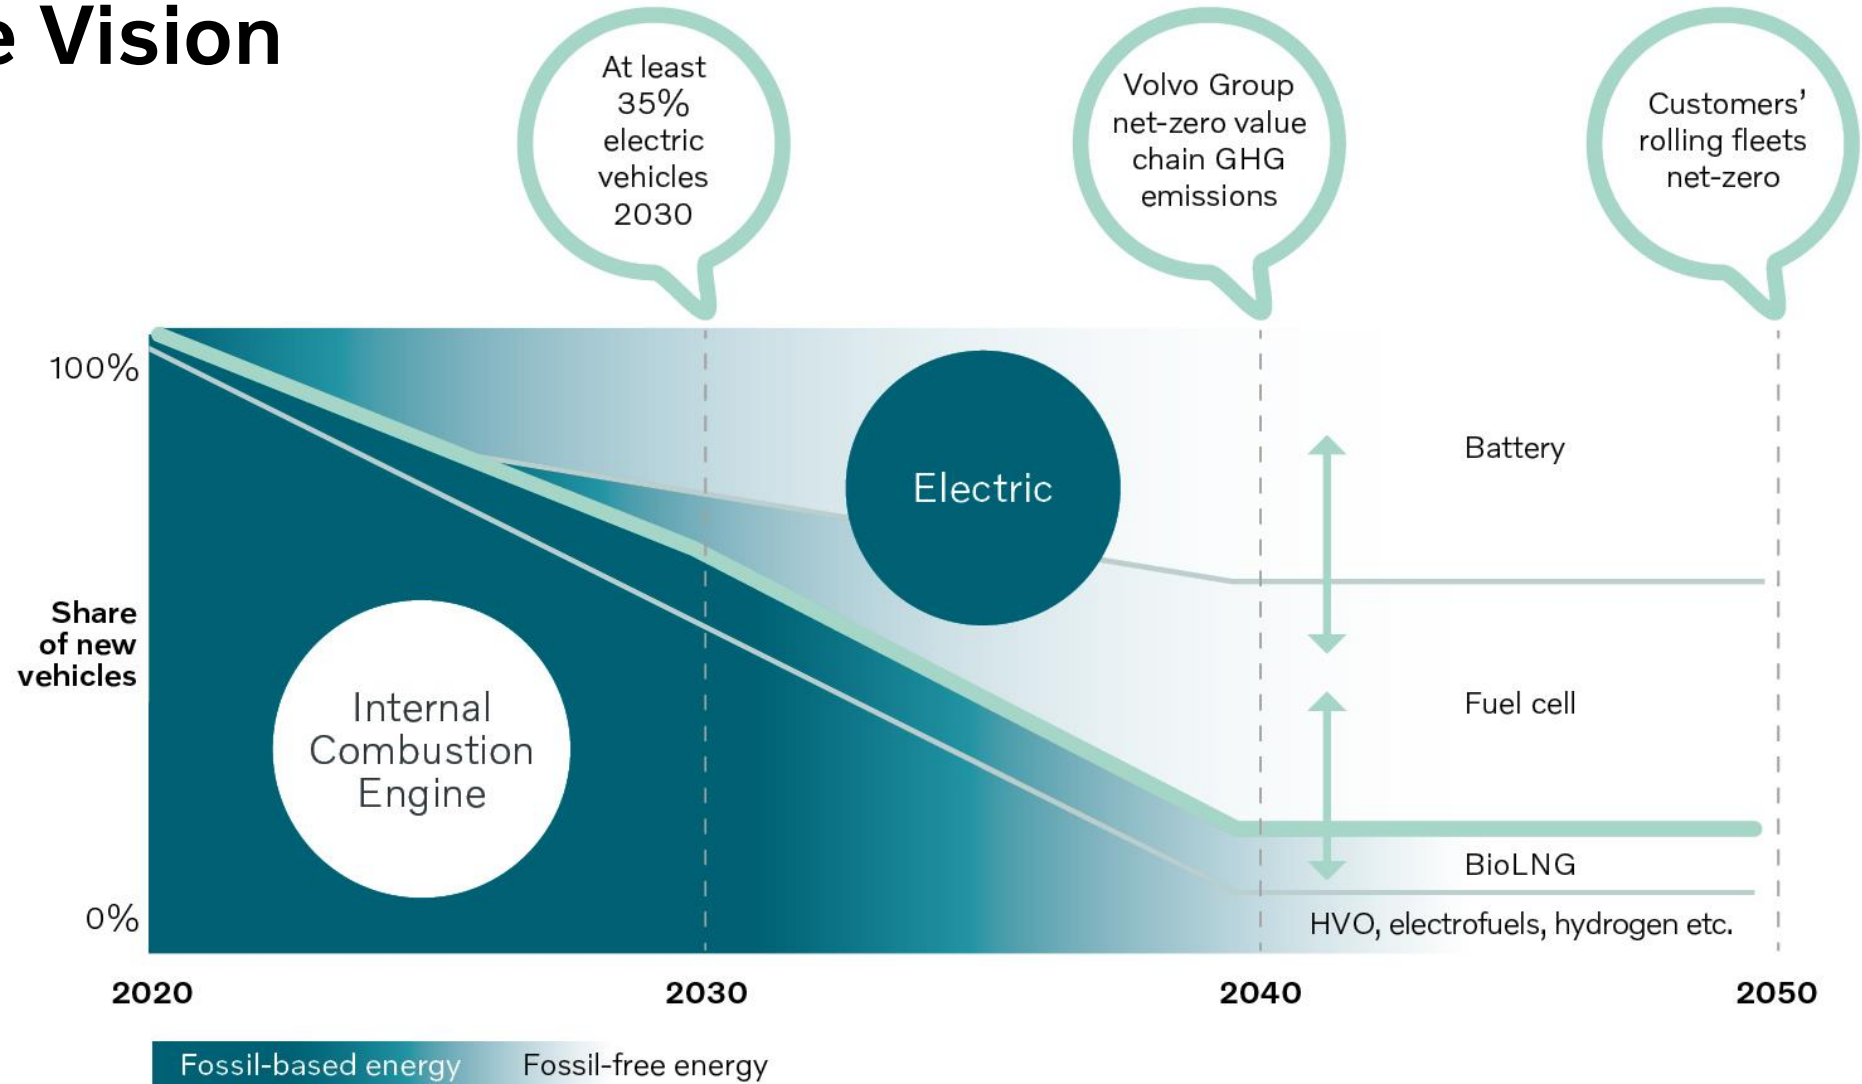 e Vision
At least
35%
electric
vehicles
2030
Volvo Group
net-zero value
chain GHG
emissions
Customers’
rolling fleets
net-zero
100%
Electric
Battery
Share
of new
vehicles
Internal
Combustion
Engine
Fuel cell
BioLNG
0%
HVO, electrofuels, hydrogen etc.
2020
2030
2040
2050
Fossil-based energy
Fossil-free energy